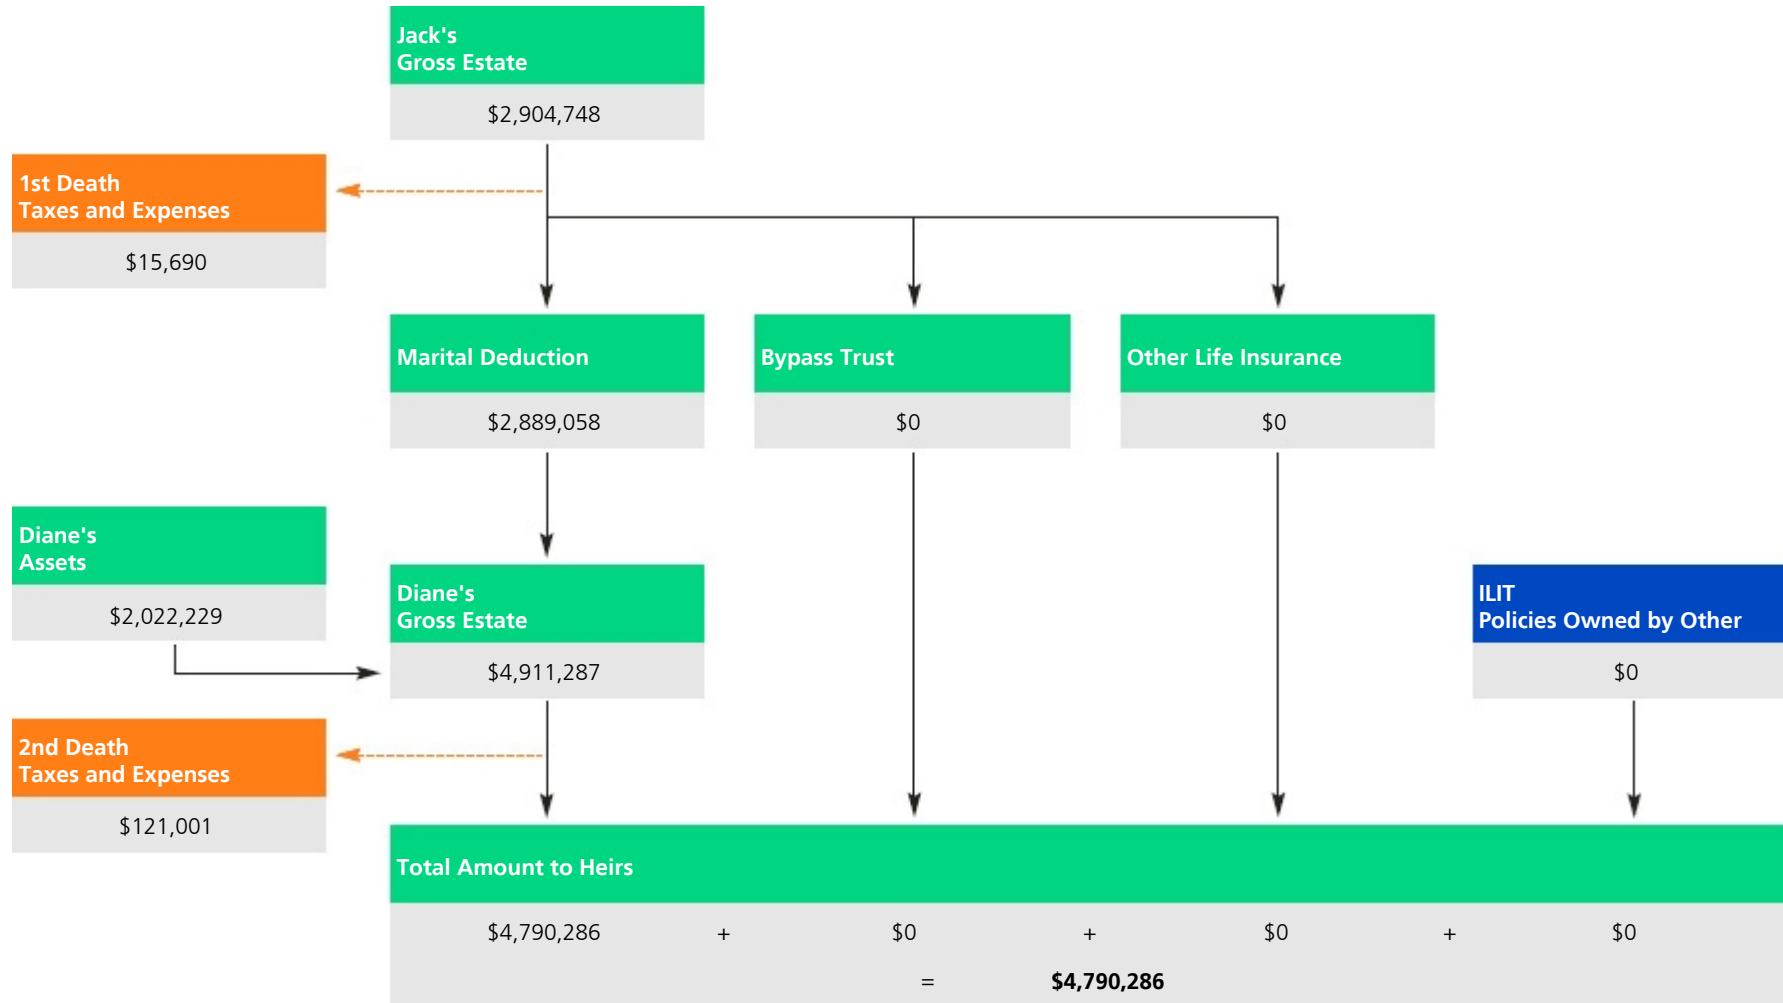 Jack's
Gross Estate
$2,904,748
1st Death
Taxes and Expenses
$15,690
Marital Deduction
$2,889,058
Bypass Trust
$0
Other Life Insurance
$0
Diane's
Assets
$2,022,229
Diane's
Gross Estate
$4,911,287
ILIT
Policies Owned by Other
$0
2nd Death
Taxes and Expenses
$121,001
Total Amount to Heirs
$4,790,286 + $0 + $0 + $0
= $4,790,286